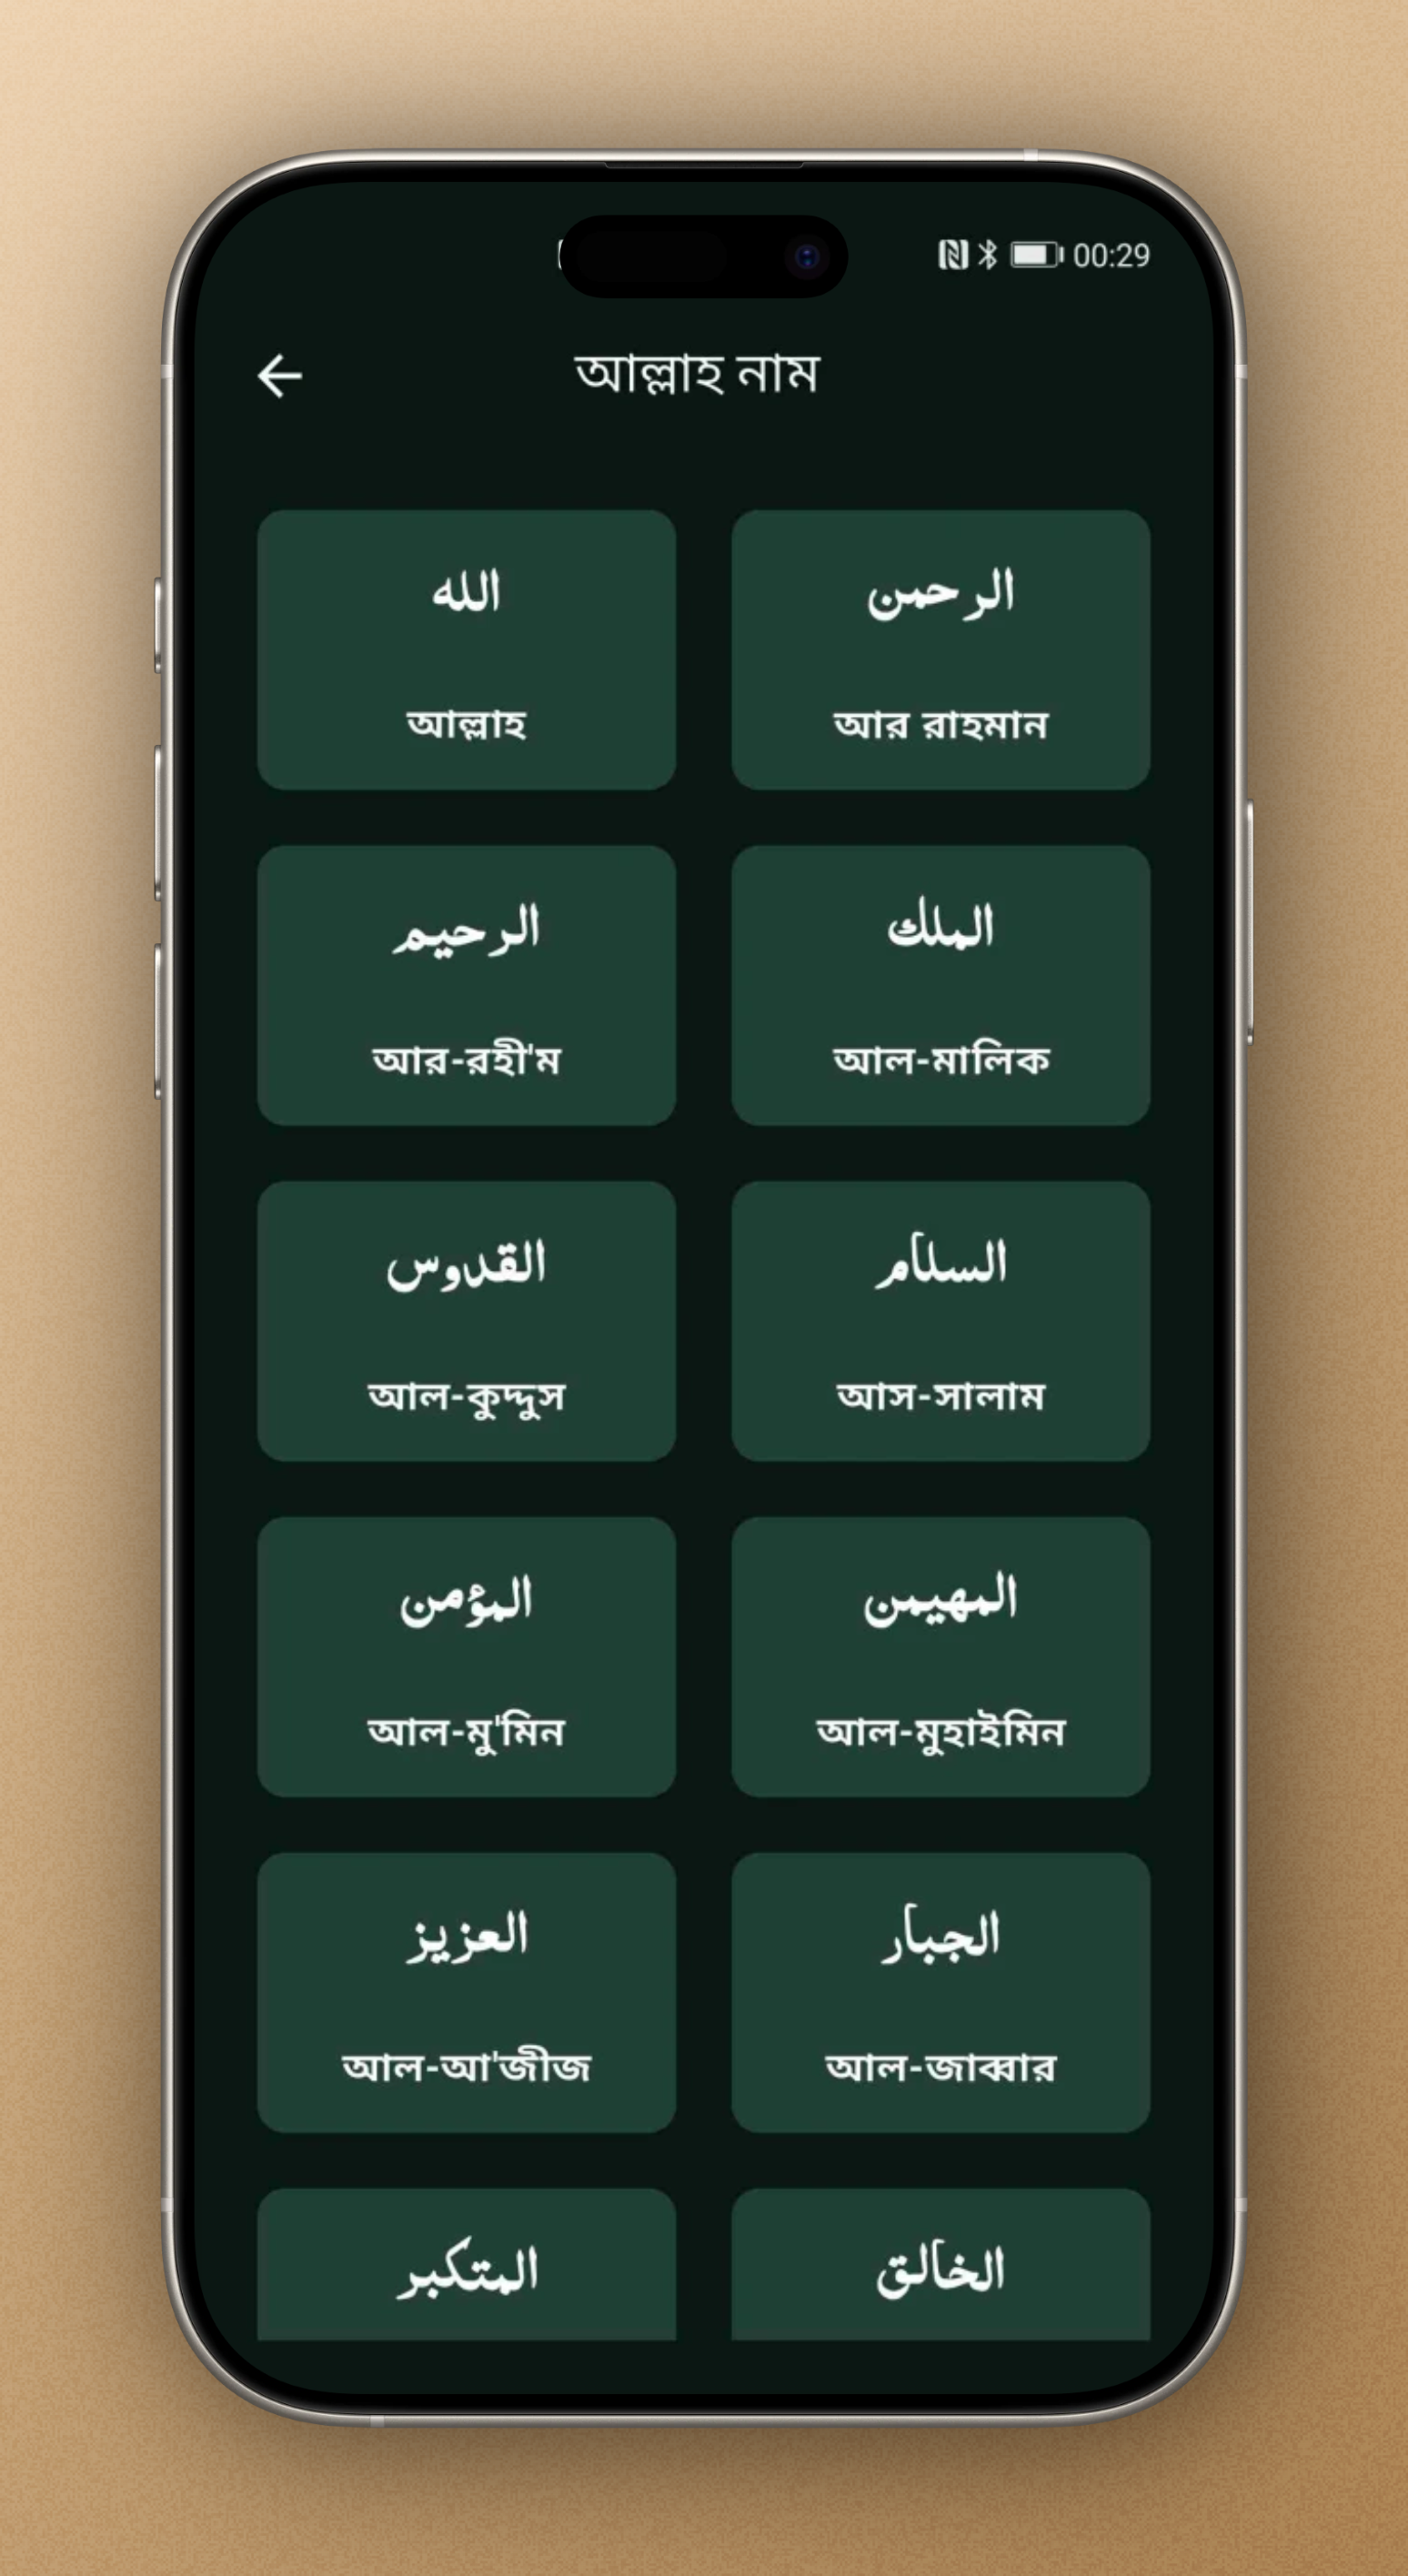 00:29
আল্লাহ নাম
الله
আল্লাহ
الرحمن
আর রাহমান
الرحيم
আর-রহী'ম
الملك
আল-মালিক
القدوس
আল-কুদ্দুস
السلام
আস-সালাম
المؤمن
আল-মু'মিন
المهيمن
আল-মুহাইমিন
العزيز
আল-আ'জীজ
الجبار
আল-জাব্বার
المتكبر
الخالق